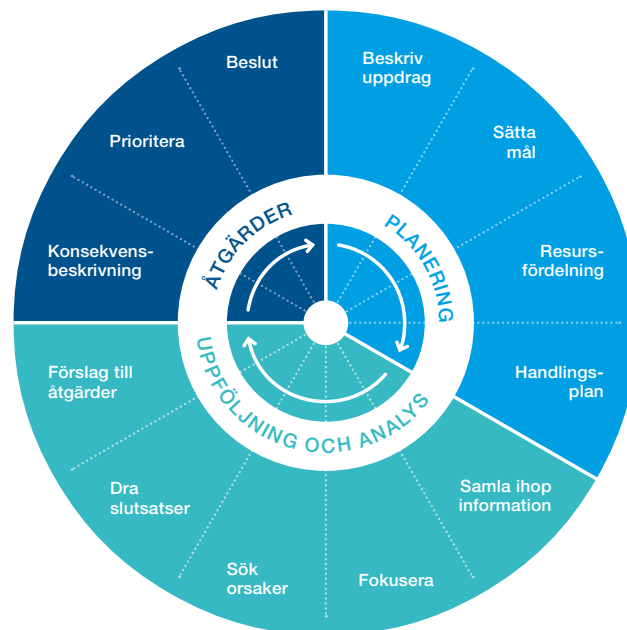 Beslut
Beskriv
uppdrag
Sätta
mål
Prioritera
Resurs-
fördelning
Konsekvens-
beskrivning
ÅTGÄRDER
PLANERING
UPPFÖLJNING OCH ANALYS
Handlings-
plan
Förslag till
åtgärder
Samla ihop
information
Dra
slutsatser
Sök
orsaker
Fokusera